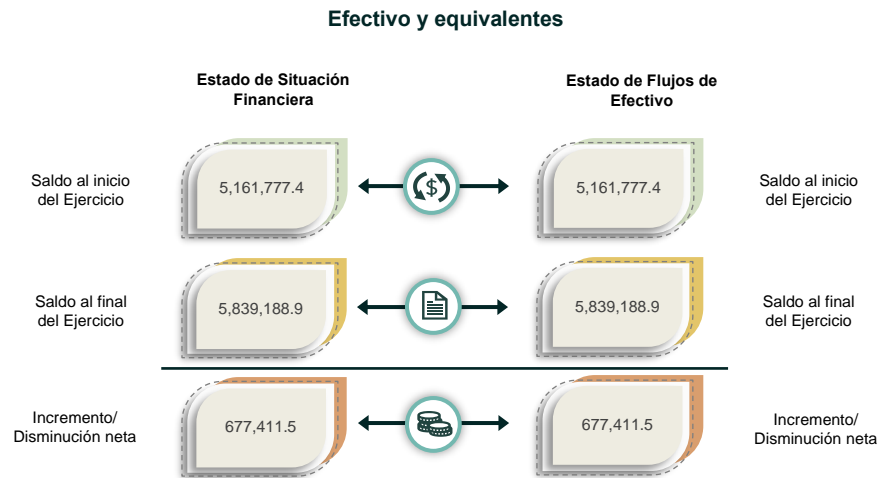 Efectivo y equivalentes
Estado de Situación
Financiera
Estado de Flujos de
Efectivo
Saldo al inicio
del Ejercicio
5,161,777.4
$
5,161,777.4
Saldo al inicio
del Ejercicio
Saldo al final
del Ejercicio
5,839,188.9
5,839,188.9
Saldo al final
del Ejercicio
Incremento/
Disminución neta
677,411.5
677,411.5
Incremento/
Disminución neta